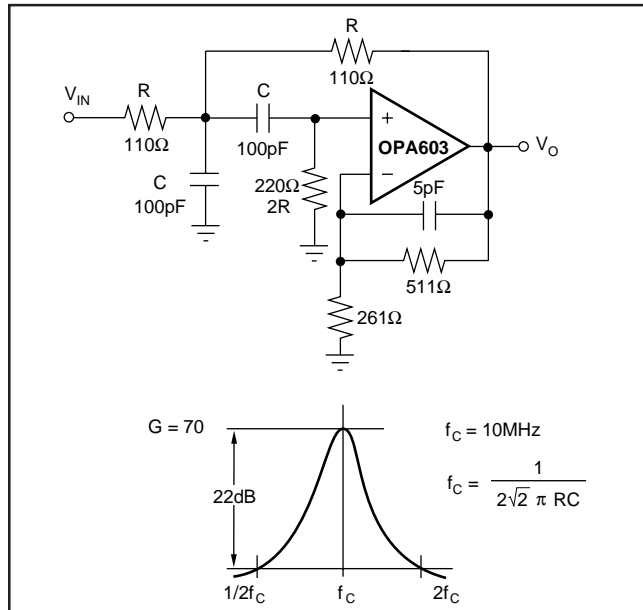 R
110Ω
V_IN
R
110Ω
C
100pF
C
100pF
220Ω
2R
+
–
OPA603
V_O
5pF
511Ω
261Ω
G = 70
22dB
1/2f_C
f_C
2f_C
f_C = 10MHz
f_C = 1 / 2√2 π RC